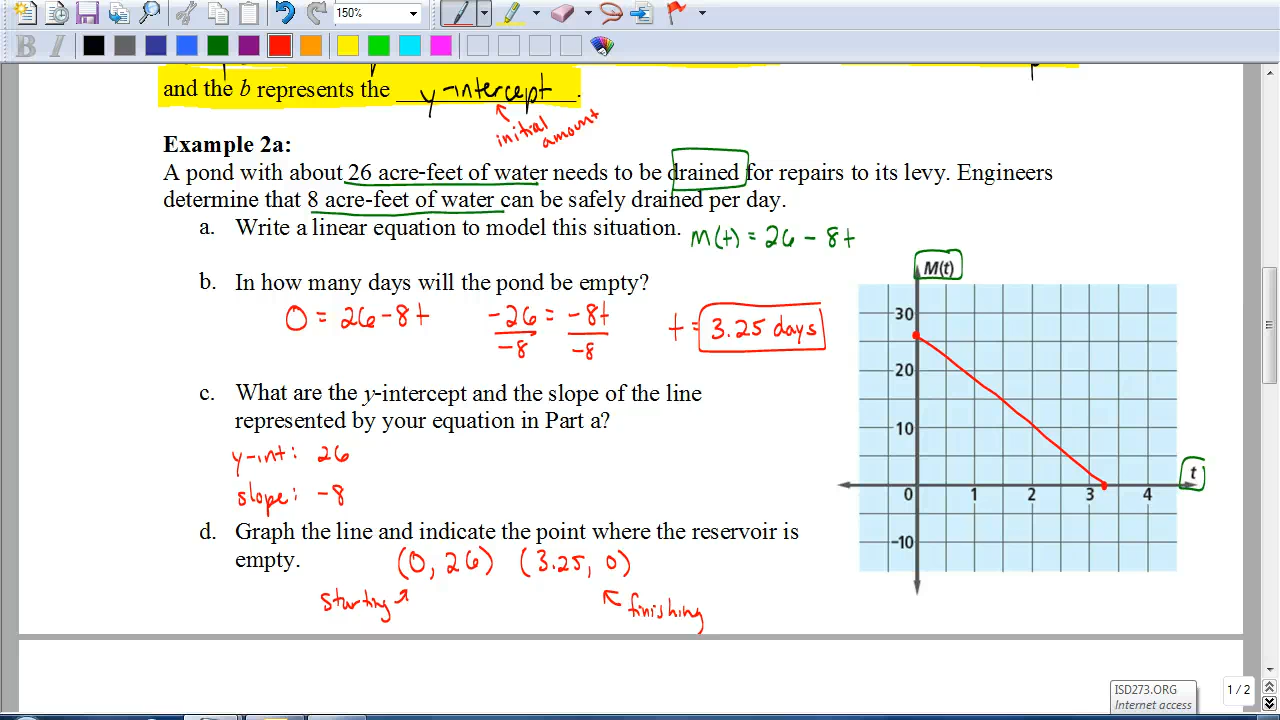 150%
B I
and the b represents the y-intercept.
initial amount
Example 2a:
A pond with about 26 acre-feet of water needs to be drained for repairs to its levy. Engineers
determine that 8 acre-feet of water can be safely drained per day.
a. Write a linear equation to model this situation. M(t) = 26 - 8t
b. In how many days will the pond be empty?
0 = 26 - 8t -26/-8 = -8t/-8 t = 3.25 days
c. What are the y-intercept and the slope of the line
represented by your equation in Part a?
y-int: 26
slope: -8
d. Graph the line and indicate the point where the reservoir is
empty. (0, 26) (3.25, 0)
starting finishing
M(t)
30
20
10
0 1 2 3 4 t
-10
ISD273.ORG
Internet access
1 / 2